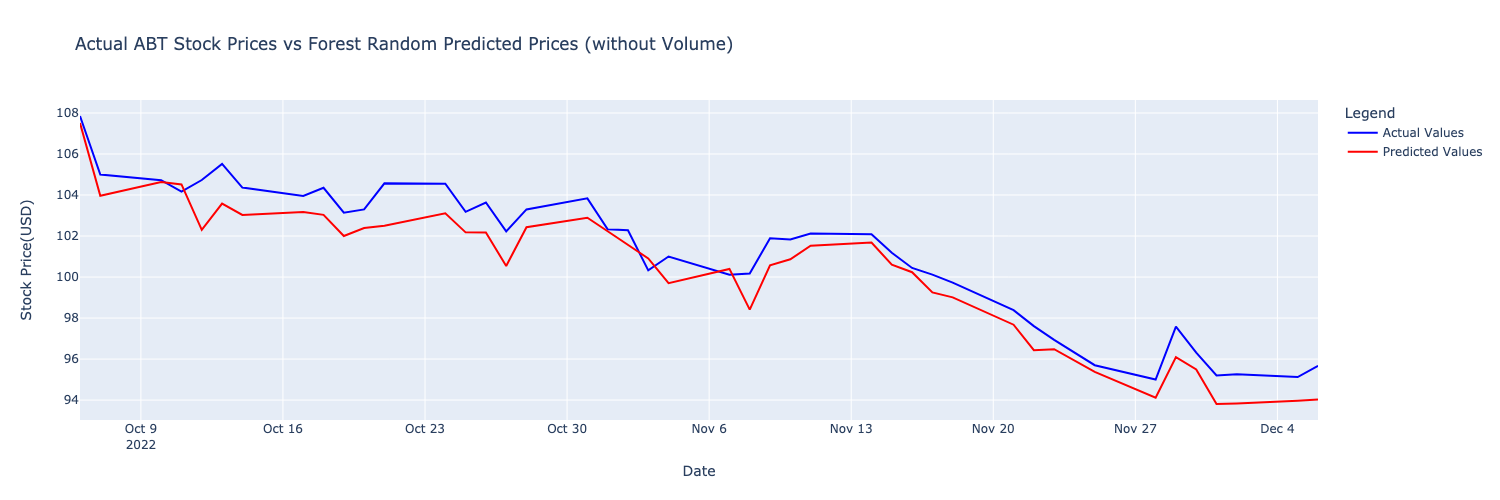 Actual ABT Stock Prices vs Forest Random Predicted Prices (without Volume)
Legend
Actual Values
Predicted Values
Stock Price(USD)
108
106
104
102
100
98
96
94
Oct 9
2022
Oct 16
Oct 23
Oct 30
Nov 6
Nov 13
Nov 20
Nov 27
Dec 4
Date